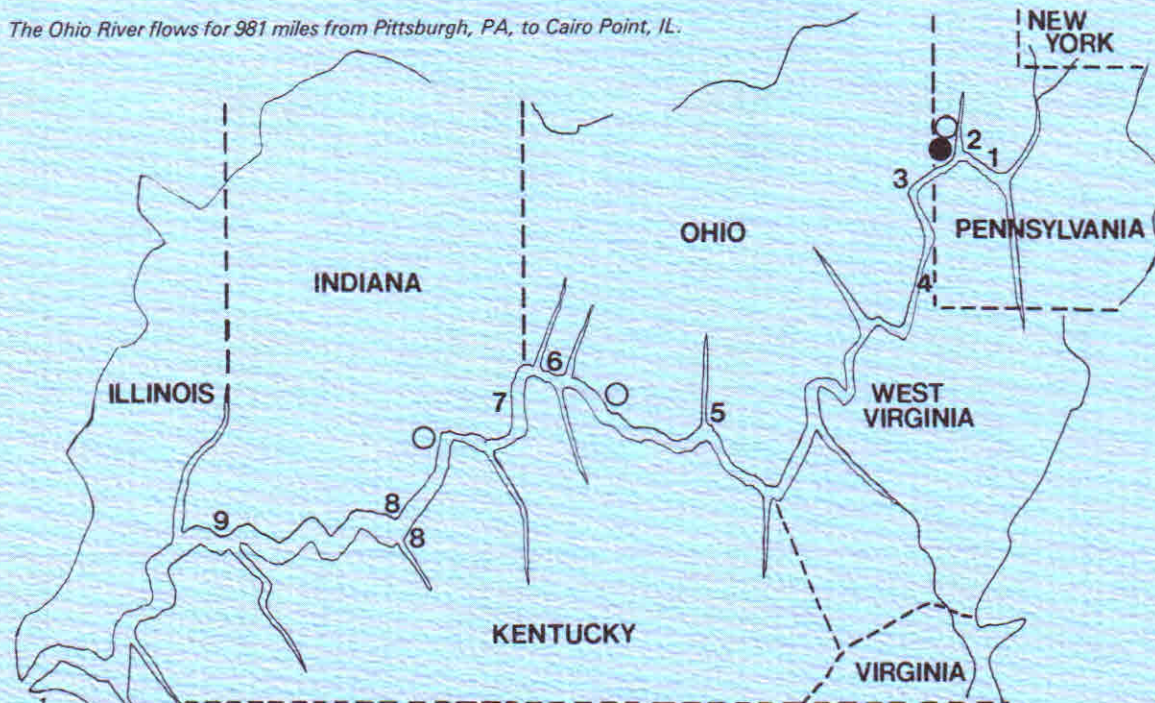 The Ohio River flows for 981 miles from Pittsburgh, PA, to Cairo Point, IL.
NEW
YORK
2
1
3
PENNSYLVANIA
OHIO
INDIANA
4
6
ILLINOIS
7
5
WEST
VIRGINIA
8
9
8
KENTUCKY
VIRGINIA